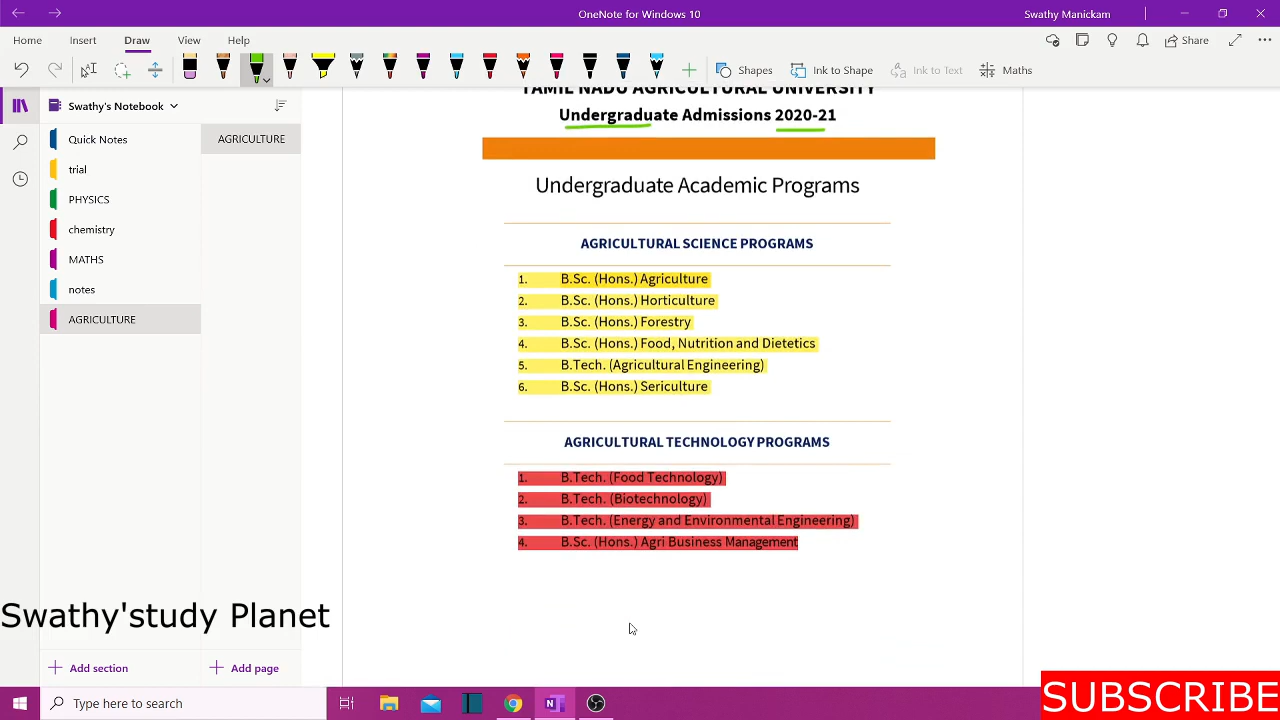 OneNote for Windows 10
Swathy Manickam
Home Insert Draw View Help
Share
Shapes Ink to Shape Ink to Text Maths
Swathy's Notebook
Quick Notes
trial
PHYSICS
chemistry
MATHS
notes
AGRICULTURE
AGRICULTURE
TAMIL NADU AGRICULTURAL UNIVERSITY
Undergraduate Admissions 2020-21
Undergraduate Academic Programs
AGRICULTURAL SCIENCE PROGRAMS
1. B.Sc. (Hons.) Agriculture
2. B.Sc. (Hons.) Horticulture
3. B.Sc. (Hons.) Forestry
4. B.Sc. (Hons.) Food, Nutrition and Dietetics
5. B.Tech. (Agricultural Engineering)
6. B.Sc. (Hons.) Sericulture
AGRICULTURAL TECHNOLOGY PROGRAMS
1. B.Tech. (Food Technology)
2. B.Tech. (Biotechnology)
3. B.Tech. (Energy and Environmental Engineering)
4. B.Sc. (Hons.) Agri Business Management
Swathy'study Planet
Add section Add page
Type here to search
SUBSCRIBE